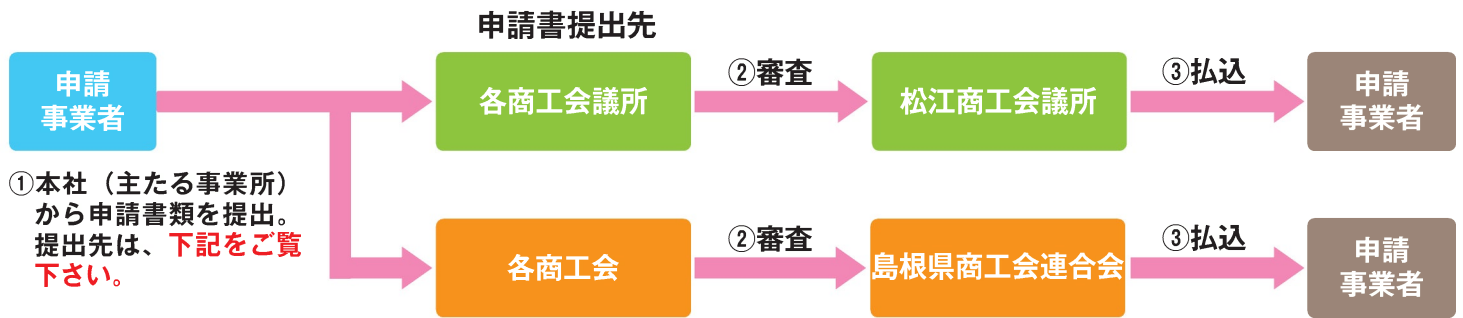 申請書提出先
申請
事業者
各商工会議所
②審査
松江商工会議所
③払込
申請
事業者
①本社（主たる事業所）
から申請書類を提出。
提出先は、下記をご覧
下さい。
各商工会
②審査
島根県商工会連合会
③払込
申請
事業者